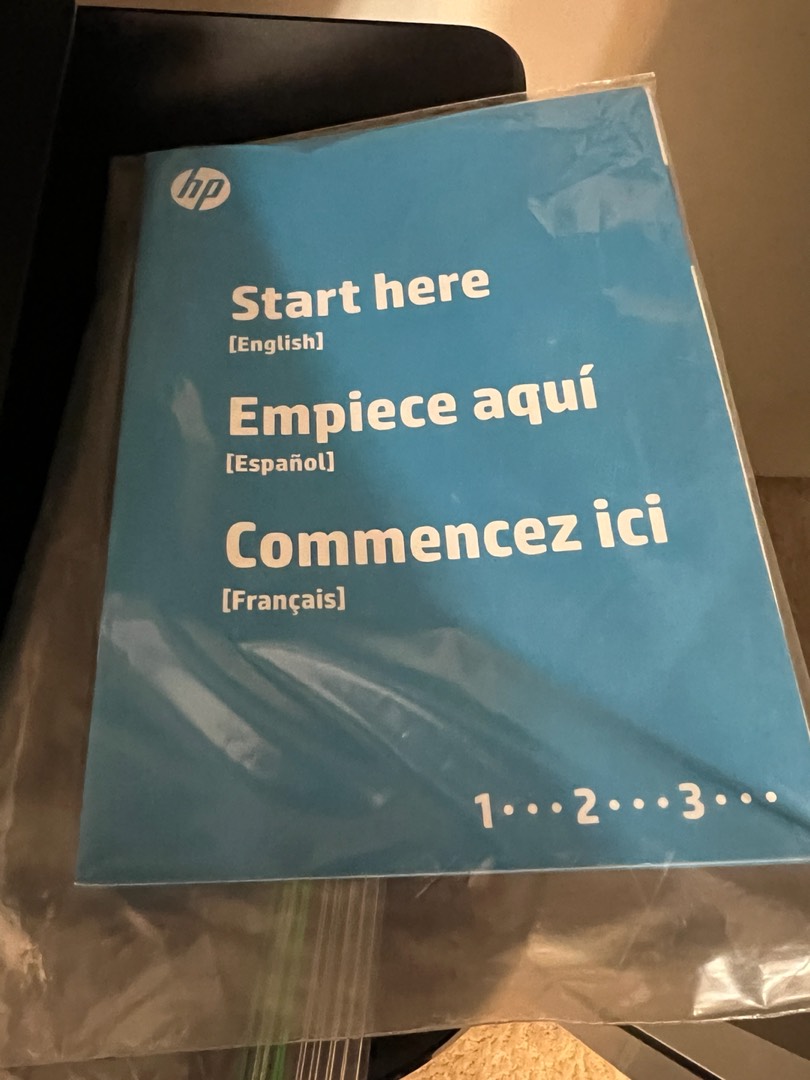 hp
Start here
[English]
Empiece aquí
[Español]
Commencez ici
[Français]
1•••2•••3•••